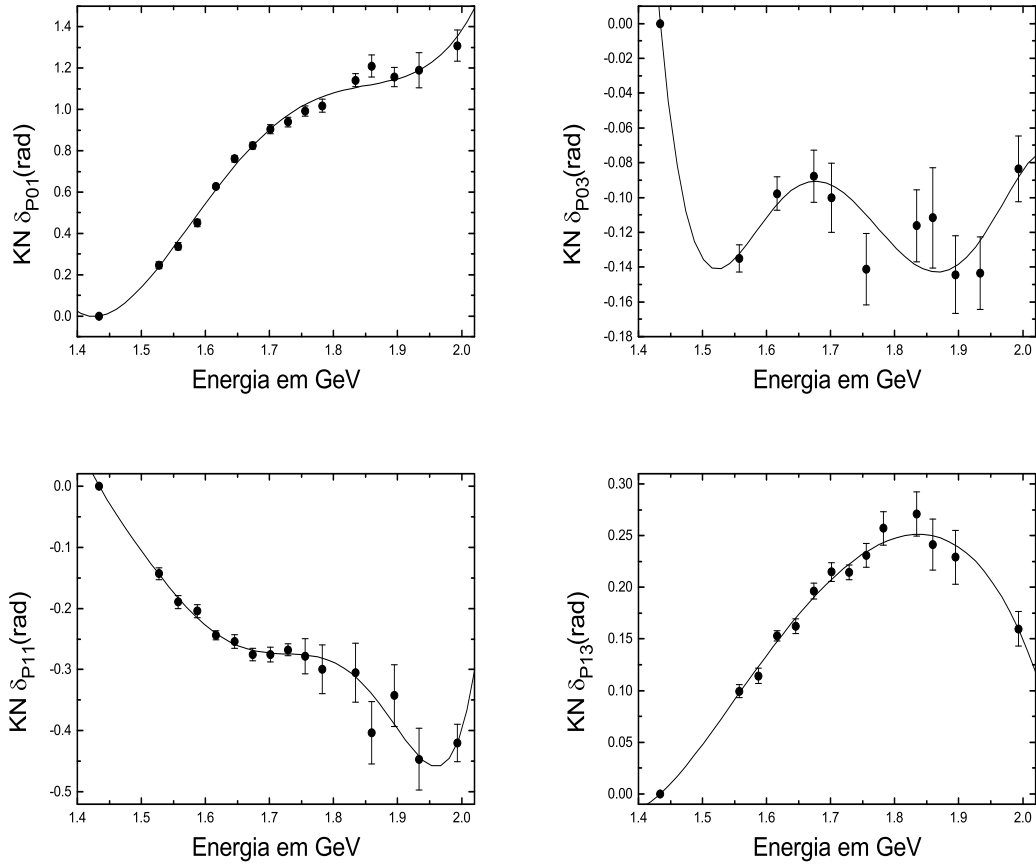 1.4
1.2
1.0
0.8
0.6
0.4
0.2
0.0
KN δP01(rad)
1.4 1.5 1.6 1.7 1.8 1.9 2.0
Energia em GeV
0.00
-0.02
-0.04
-0.06
-0.08
-0.10
-0.12
-0.14
-0.16
-0.18
KN δP03(rad)
1.4 1.5 1.6 1.7 1.8 1.9 2.0
Energia em GeV
0.0
-0.1
-0.2
-0.3
-0.4
-0.5
KN δP11(rad)
1.4 1.5 1.6 1.7 1.8 1.9 2.0
Energia em GeV
0.30
0.25
0.20
0.15
0.10
0.05
0.00
KN δP13(rad)
1.4 1.5 1.6 1.7 1.8 1.9 2.0
Energia em GeV